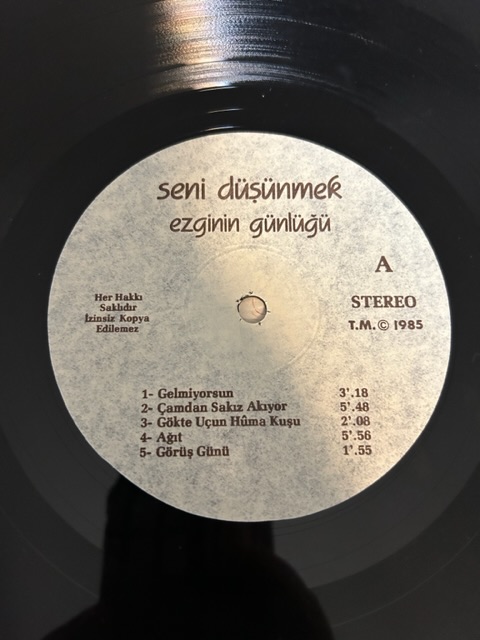 seni düşünmek
ezginin günlüğü
A
Her Hakkı
Saklıdır
İzinsiz Kopya
Edilemez
STEREO
T.M.© 1985
1- Gelmiyorsun 3'.18
2- Çamdan Sakız Akıyor 5'.48
3- Gökte Uçun Hûma Kuşu 2'.08
4- Ağıt 5'.56
5- Görüş Günü 1'.55